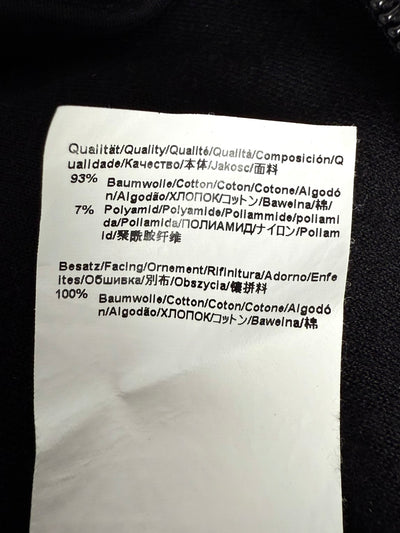 Qualität/Quality/Qualité/Qualità/Composición/Q
ualidade/Качество/本体/Jakosc/面料
93% Baumwolle/Cotton/Coton/Cotone/Algodó
n/Algodão/ХЛОПОК/コットン/Bawelna/棉/
7% Polyamid/Polyamide/Poliammide/poliami
da/Poliamida/ПОЛИАМИД/ナイロン/Poliam
id/聚酰胺纤维
Besatz/Facing/Ornement/Rifinitura/Adorno/Enfe
ites/Обшивка/別布/Obszycia/镶拼料
100% Baumwolle/Cotton/Coton/Cotone/Algodó
n/Algodão/ХЛОПОК/コットン/Bawelna/棉